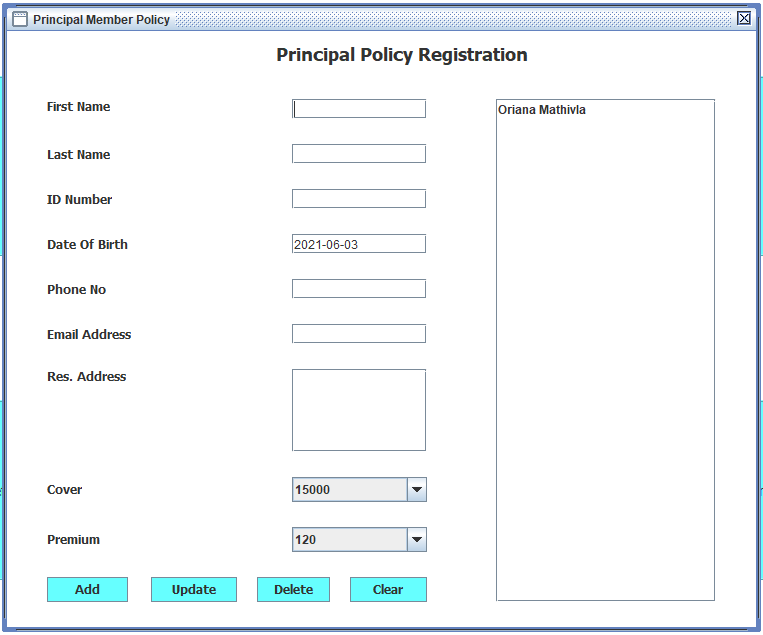 Principal Member Policy
Principal Policy Registration
First Name
Oriana Mathivla
Last Name
ID Number
Date Of Birth 2021-06-03
Phone No
Email Address
Res. Address
Cover 15000
Premium 120
Add Update Delete Clear